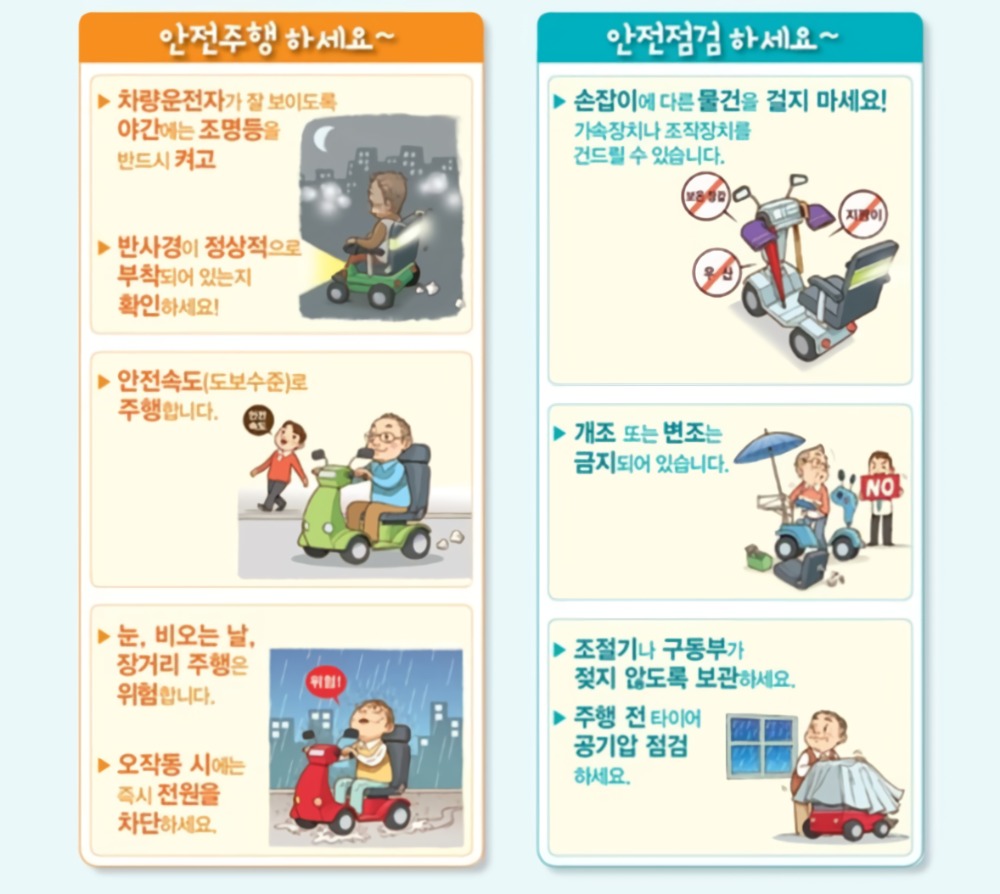 안전주행 하세요~
▶ 차량운전자가 잘 보이도록
야간에는 조명등을
반드시 켜고
▶ 반사경이 정상적으로
부착되어 있는지
확인하세요!
▶ 안전속도(도보수준)로
주행합니다.
안전
속도
▶ 눈, 비오는 날,
장거리 주행은
위험합니다.
위험!
▶ 오작동 시에는
즉시 전원을
차단하세요.
안전점검 하세요~
▶ 손잡이에 다른 물건을 걸지 마세요!
가속장치나 조작장치를
건드릴 수 있습니다.
보온 장갑
지팡이
우 산
▶ 개조 또는 변조는
금지되어 있습니다.
NO
▶ 조절기나 구동부가
젖지 않도록 보관하세요.
▶ 주행 전 타이어
공기압 점검
하세요.